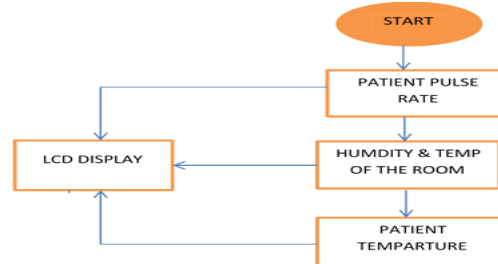 START
PATIENT PULSE
RATE
LCD DISPLAY
HUMDITY & TEMP
OF THE ROOM
PATIENT
TEMPARTURE